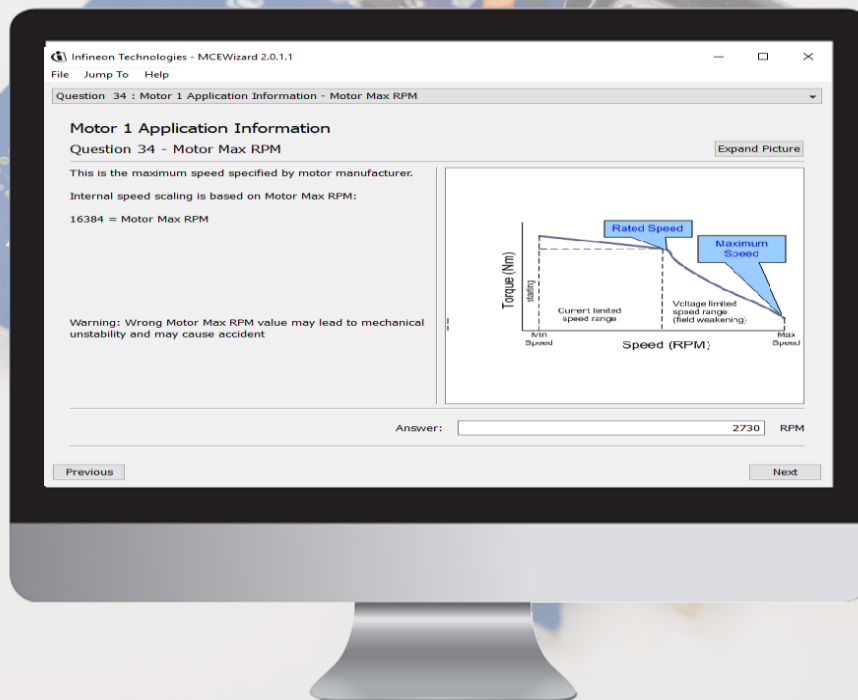 Infineon Technologies - MCEWizard 2.0.1.1
File Jump To Help
Question 34 : Motor 1 Application Information - Motor Max RPM
Motor 1 Application Information
Question 34 - Motor Max RPM
Expand Picture
This is the maximum speed specified by motor manufacturer.
Internal speed scaling is based on Motor Max RPM:
16384 = Motor Max RPM
Warning: Wrong Motor Max RPM value may lead to mechanical
unstability and may cause accident
Rated Speed
Maximum
Speed
Torque (Nm)
starting
Current limited
speed range
Voltage limited
speed range
(field weakening)
Min
Speed
Speed (RPM)
Max
Speed
Answer:
2730 RPM
Previous
Next